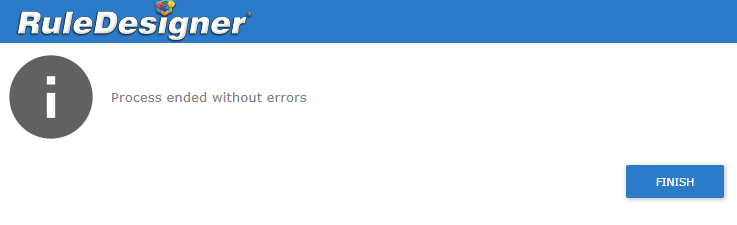 RuleDesigner
Process ended without errors
FINISH